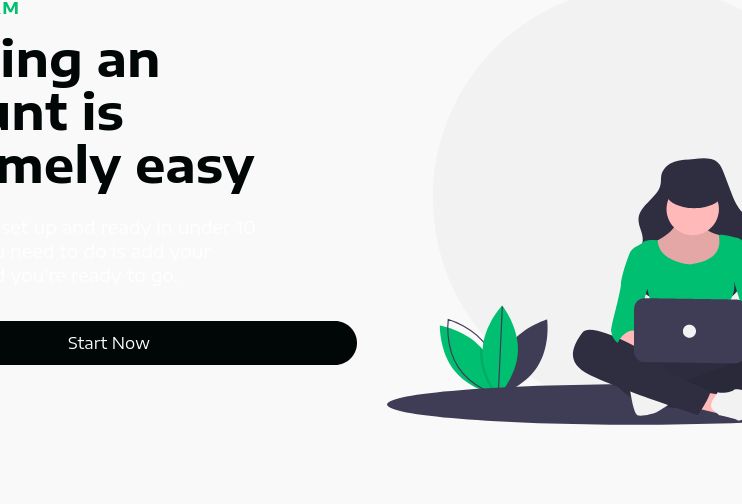 M
ing an
unt is
mely easy
set up and ready in under 10
u need to do is add your
d you're ready to go.
Start Now